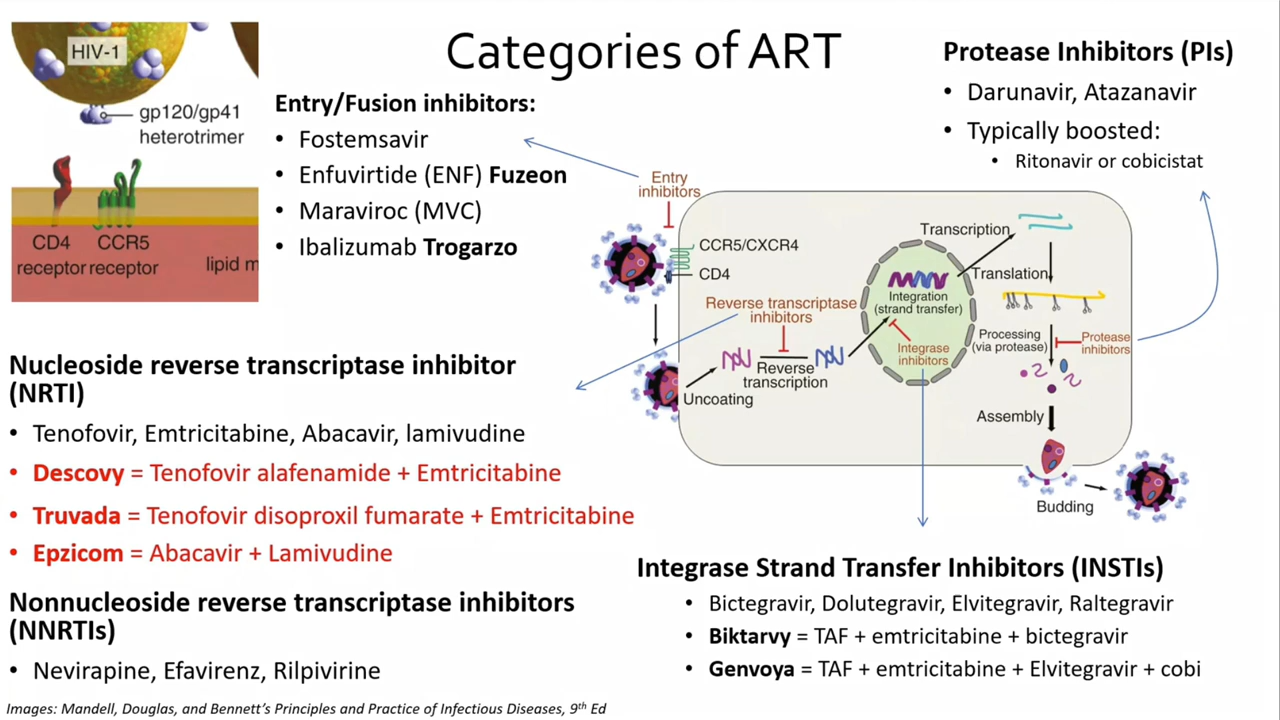 Categories of ART
HIV-1
gp120/gp41
heterotrimer
CD4
receptor
CCR5
receptor
lipid m
Entry/Fusion inhibitors:
• Fostemsavir
• Enfuvirtide (ENF) Fuzeon
• Maraviroc (MVC)
• Ibalizumab Trogarzo
Protease Inhibitors (PIs)
• Darunavir, Atazanavir
• Typically boosted:
• Ritonavir or cobicistat
Entry
inhibitors
CCR5/CXCR4
CD4
Reverse transcriptase
inhibitors
Uncoating
Reverse
transcription
Integration
(strand transfer)
Integrase
inhibitors
Transcription
Translation
Processing
(via protease)
Protease
inhibitors
Assembly
Budding
Nucleoside reverse transcriptase inhibitor
(NRTI)
• Tenofovir, Emtricitabine, Abacavir, lamivudine
• Descovy = Tenofovir alafenamide + Emtricitabine
• Truvada = Tenofovir disoproxil fumarate + Emtricitabine
• Epzicom = Abacavir + Lamivudine
Nonnucleoside reverse transcriptase inhibitors
(NNRTIs)
• Nevirapine, Efavirenz, Rilpivirine
Integrase Strand Transfer Inhibitors (INSTIs)
• Bictegravir, Dolutegravir, Elvitegravir, Raltegravir
• Biktarvy = TAF + emtricitabine + bictegravir
• Genvoya = TAF + emtricitabine + Elvitegravir + cobi
Images: Mandell, Douglas, and Bennett's Principles and Practice of Infectious Diseases, 9th Ed